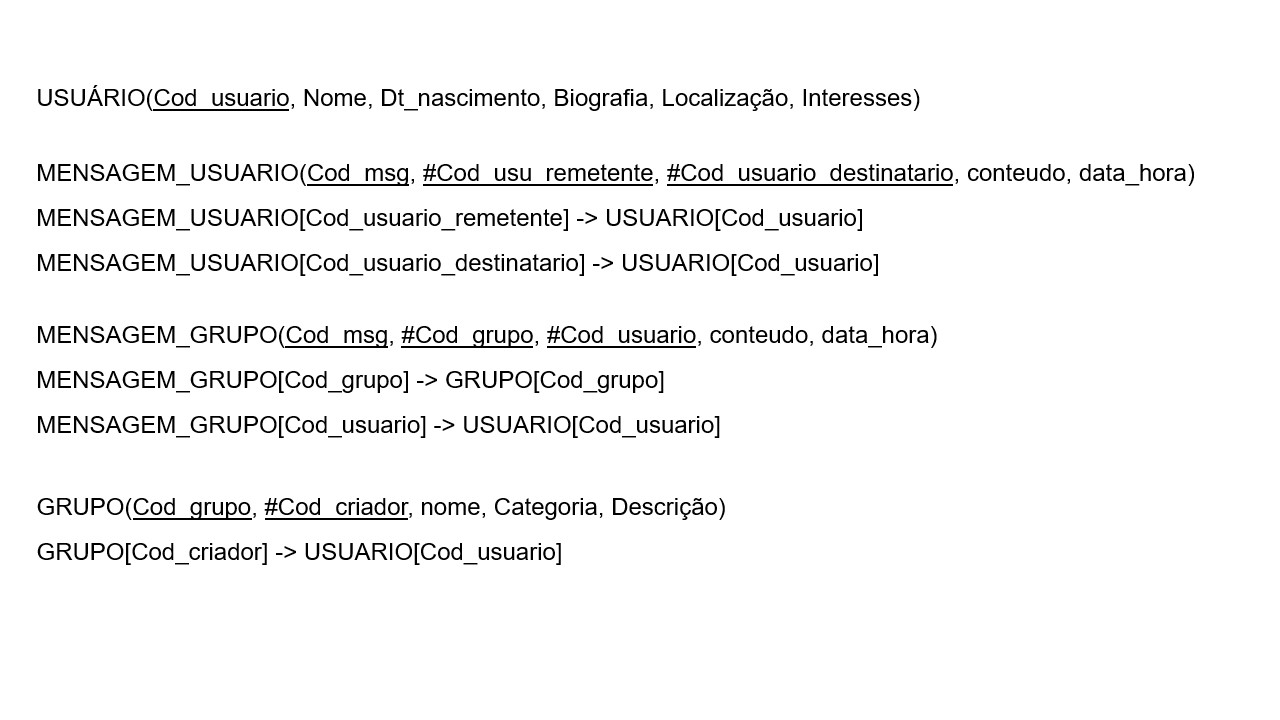 USUÁRIO(Cod_usuario, Nome, Dt_nascimento, Biografia, Localização, Interesses)
MENSAGEM_USUARIO(Cod_msg, #Cod_usu_remetente, #Cod_usuario_destinatario, conteudo, data_hora)
MENSAGEM_USUARIO[Cod_usuario_remetente] -> USUARIO[Cod_usuario]
MENSAGEM_USUARIO[Cod_usuario_destinatario] -> USUARIO[Cod_usuario]
MENSAGEM_GRUPO(Cod_msg, #Cod_grupo, #Cod_usuario, conteudo, data_hora)
MENSAGEM_GRUPO[Cod_grupo] -> GRUPO[Cod_grupo]
MENSAGEM_GRUPO[Cod_usuario] -> USUARIO[Cod_usuario]
GRUPO(Cod_grupo, #Cod_criador, nome, Categoria, Descrição)
GRUPO[Cod_criador] -> USUARIO[Cod_usuario]